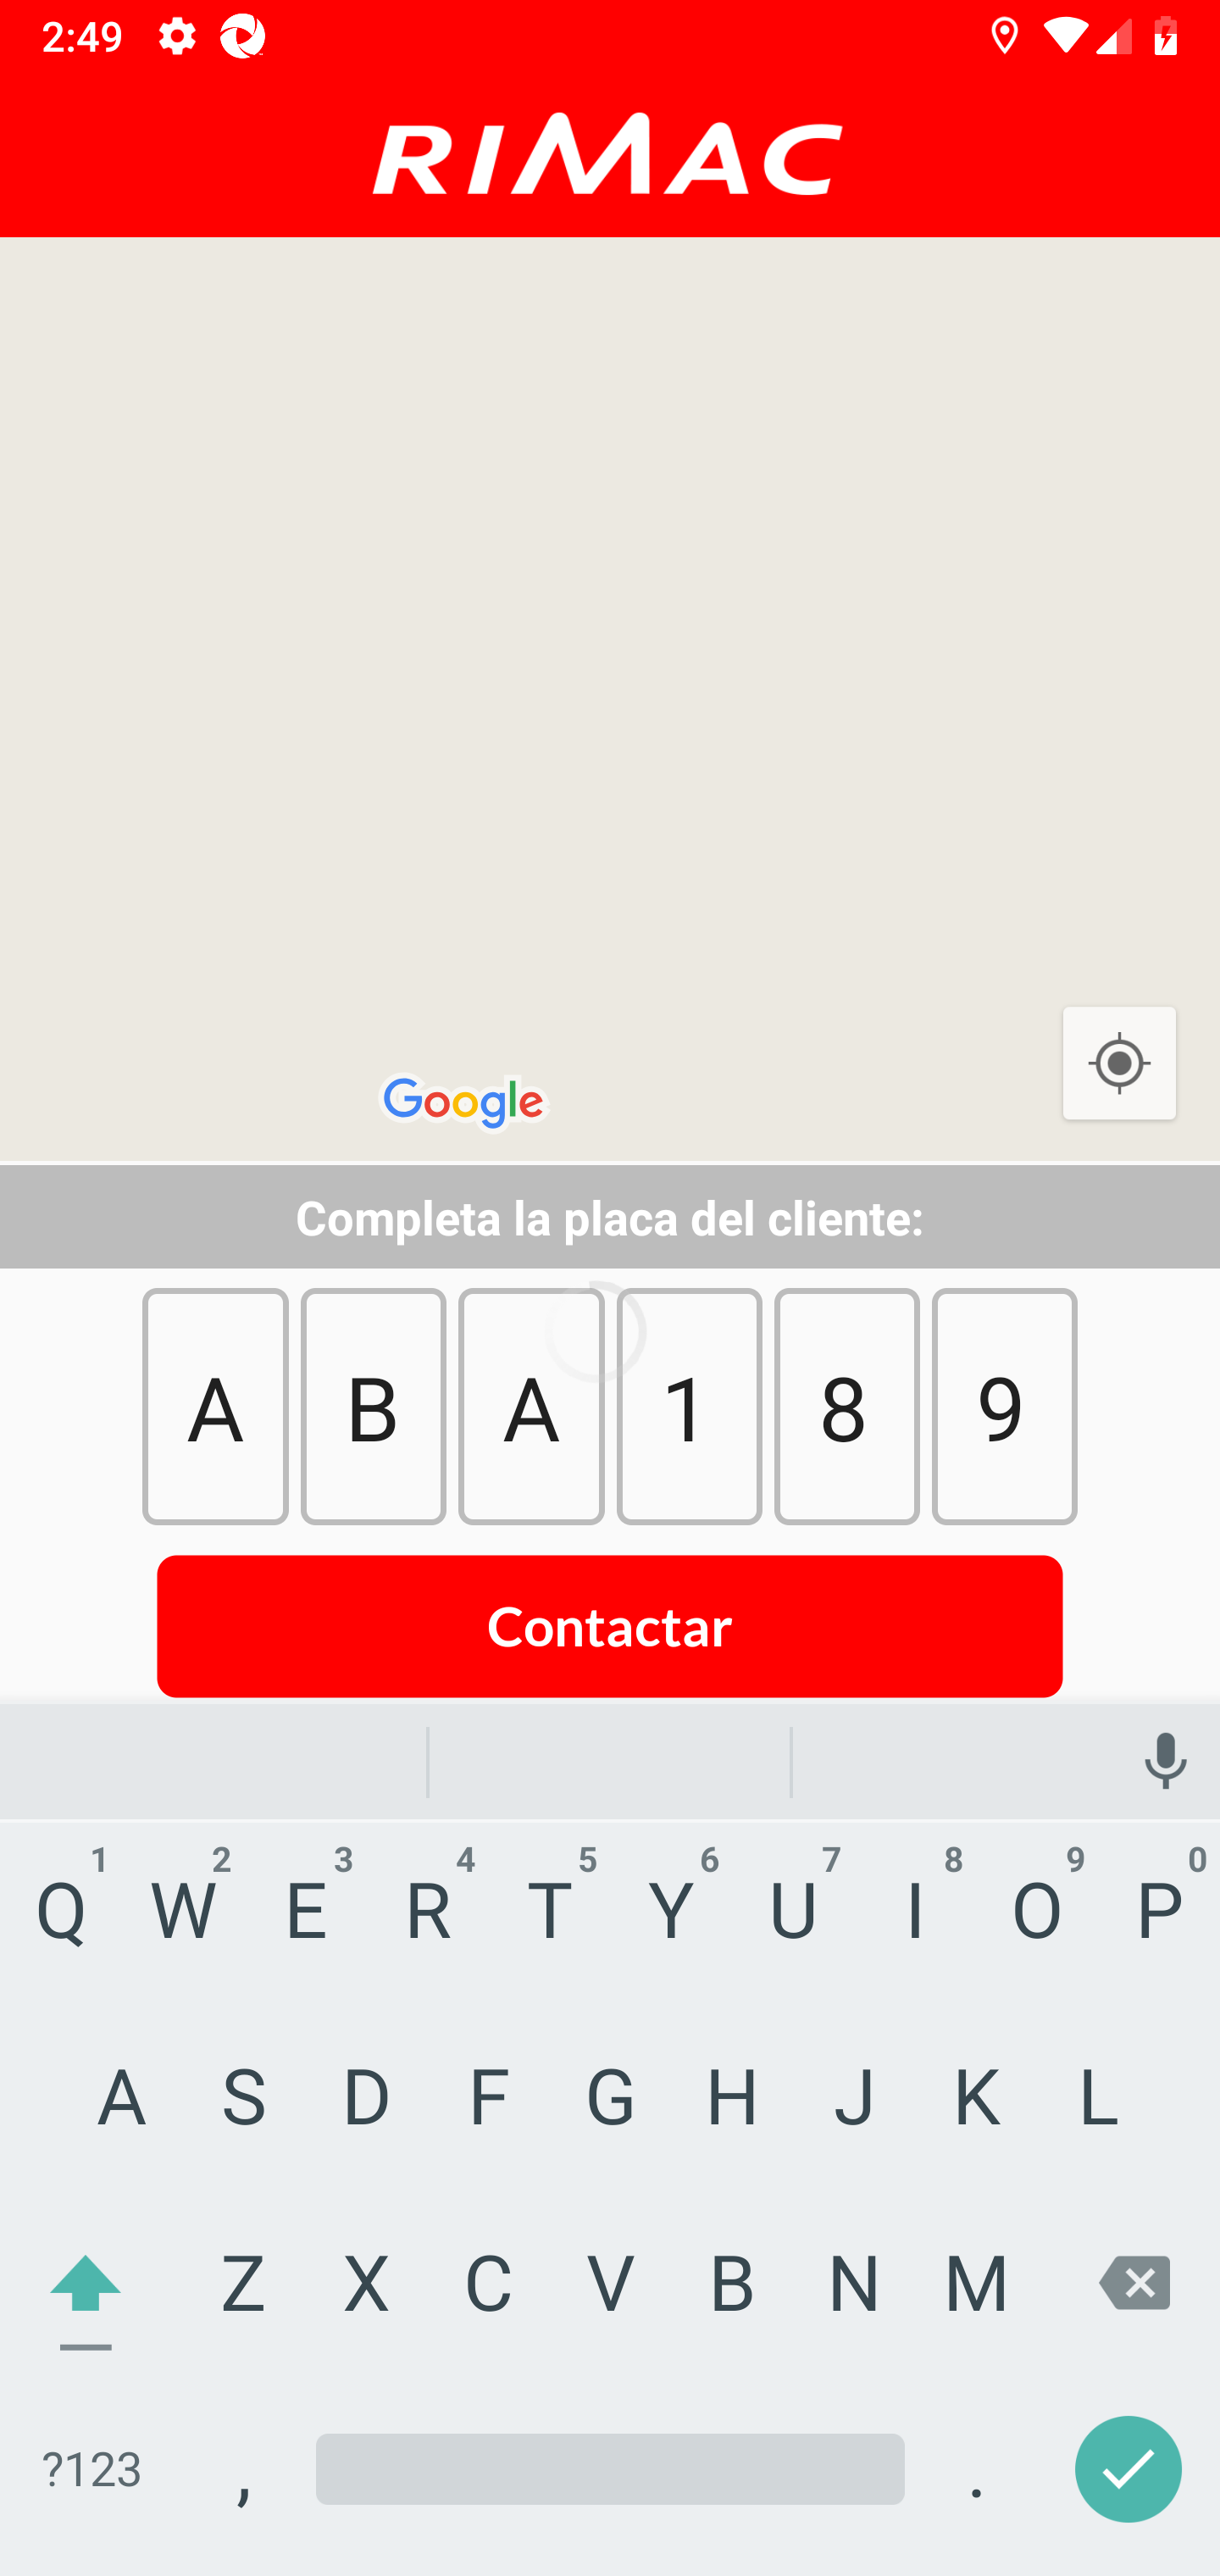 2:49
RIMAC
Google
Completa la placa del cliente:
A B A 1 8 9
Contactar
1 2 3 4 5 6 7 8 9 0
Q W E R T Y U I O P
A S D F G H J K L
Z X C V B N M
?123 , .